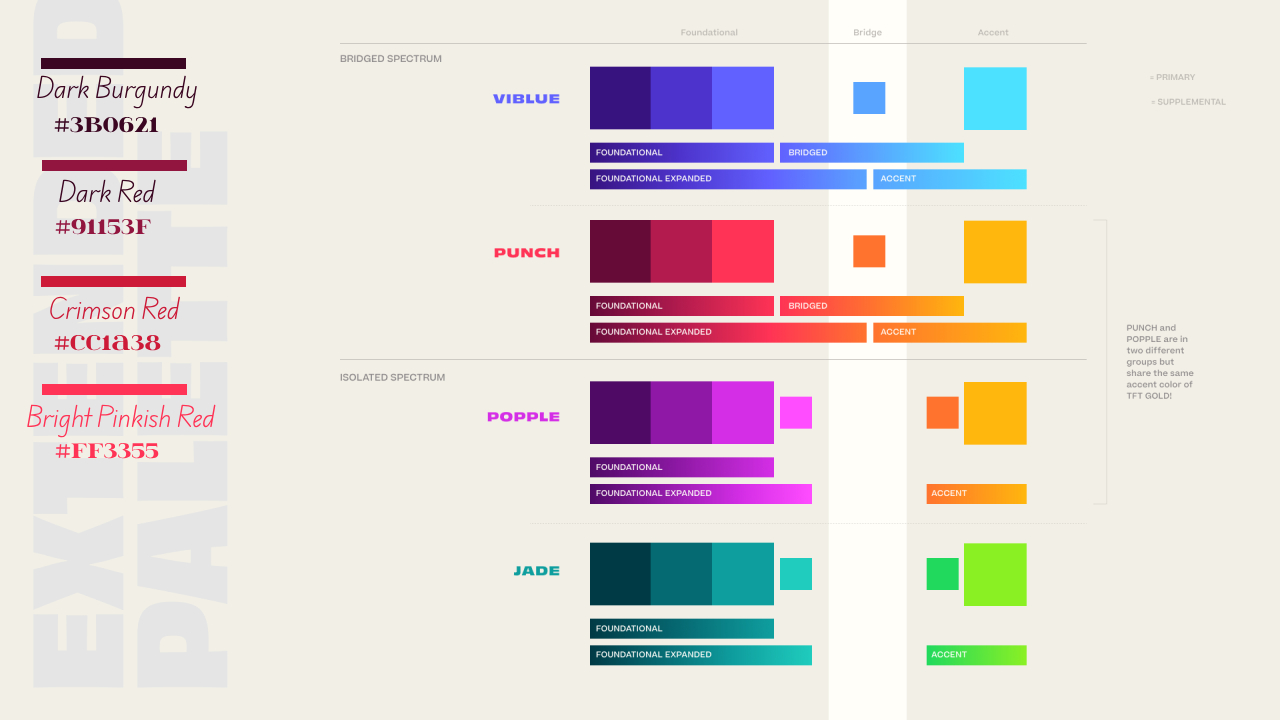 EXTENDED
PALETTE
Dark Burgundy
#3B0621
Dark Red
#91153F
Crimson Red
#CC1A38
Bright Pinkish Red
#FF3355
Foundational
Bridge
Accent
BRIDGED SPECTRUM
VIBLUE
FOUNDATIONAL
BRIDGED
FOUNDATIONAL EXPANDED
ACCENT
PUNCH
FOUNDATIONAL
BRIDGED
FOUNDATIONAL EXPANDED
ACCENT
ISOLATED SPECTRUM
POPPLE
FOUNDATIONAL
FOUNDATIONAL EXPANDED
ACCENT
JADE
FOUNDATIONAL
FOUNDATIONAL EXPANDED
ACCENT
= PRIMARY
= SUPPLEMENTAL
PUNCH and
POPPLE are in
two different
groups but
share the same
accent color of
TFT GOLD!